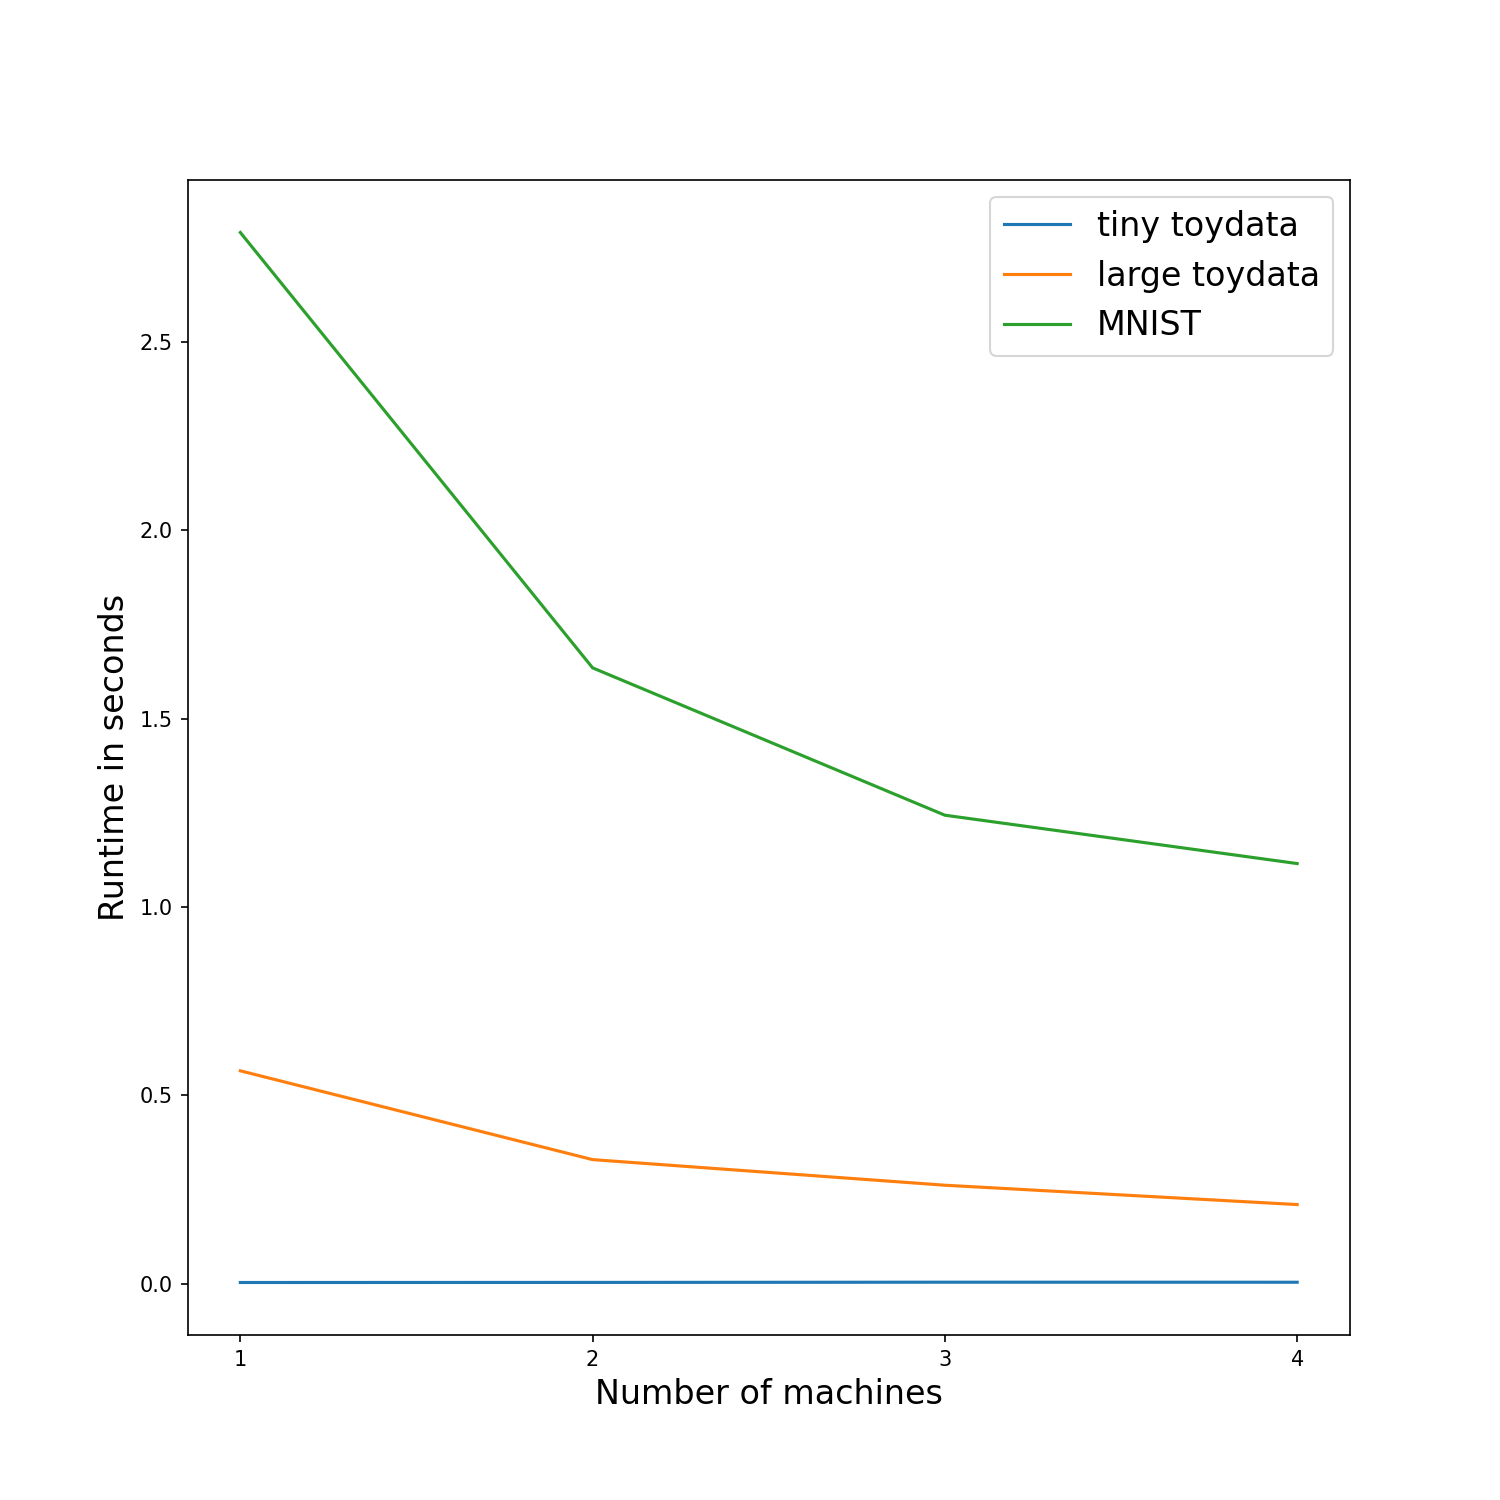 tiny toydata
large toydata
MNIST
2.5
2.0
1.5
1.0
0.5
0.0
Runtime in seconds
1 2 3 4
Number of machines